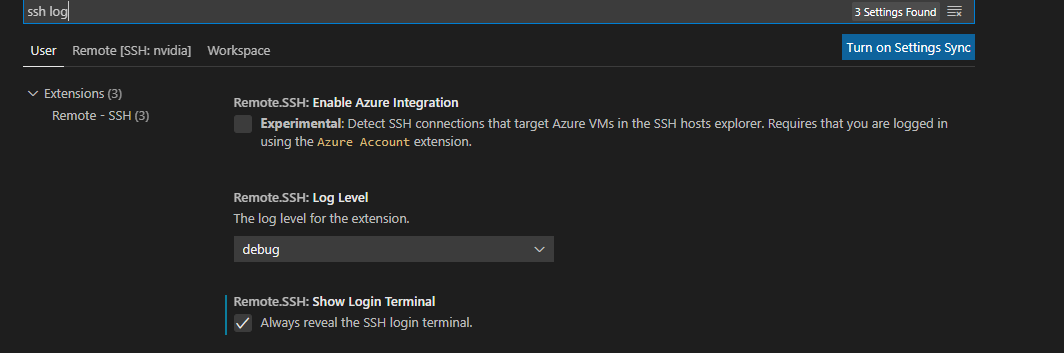 ssh log
3 Settings Found
User Remote [SSH: nvidia] Workspace
Turn on Settings Sync
Extensions (3)
Remote - SSH (3)
Remote.SSH: Enable Azure Integration
Experimental: Detect SSH connections that target Azure VMs in the SSH hosts explorer. Requires that you are logged in
using the Azure Account extension.
Remote.SSH: Log Level
The log level for the extension.
debug
Remote.SSH: Show Login Terminal
Always reveal the SSH login terminal.